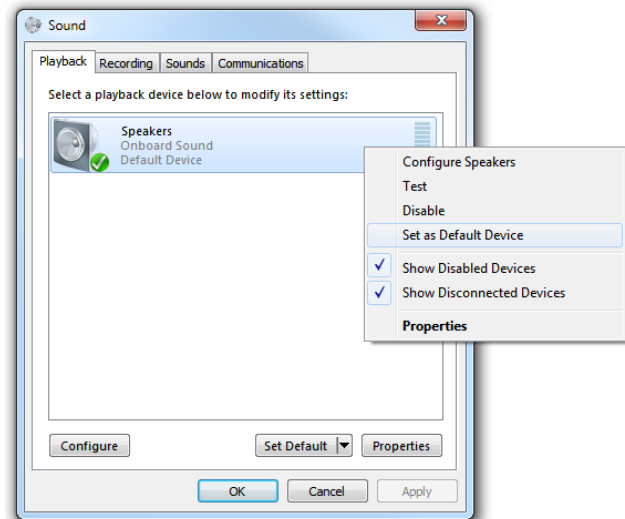 Sound
Playback Recording Sounds Communications
Select a playback device below to modify its settings:
Speakers
Onboard Sound
Default Device
Configure Speakers
Test
Disable
Set as Default Device
Show Disabled Devices
Show Disconnected Devices
Properties
Configure Set Default Properties
OK Cancel Apply